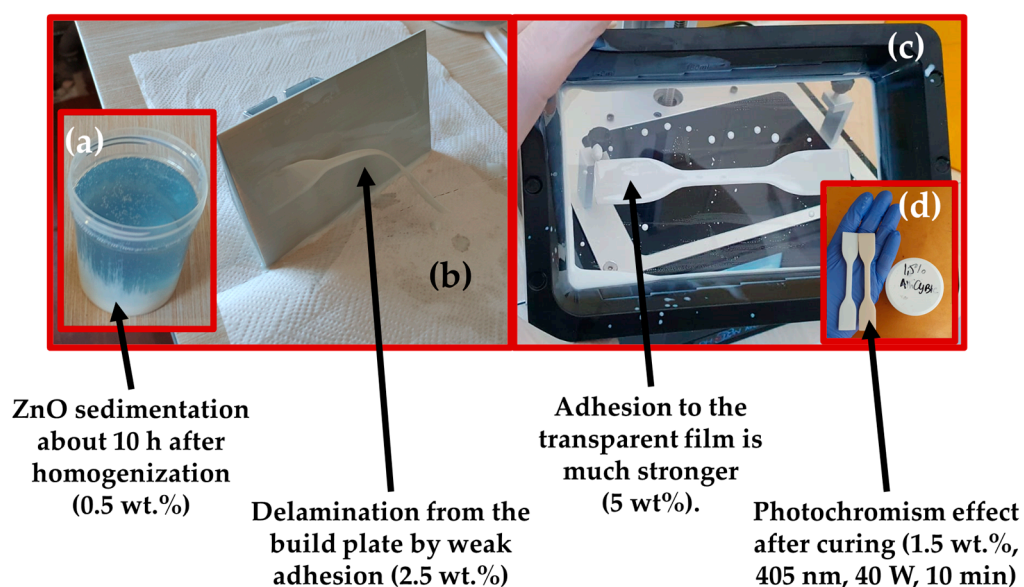 (a)
(b)
(c)
(d)
1,5%
ZnO sedimentation
about 10 h after
homogenization
(0.5 wt.%)
Delamination from the
build plate by weak
adhesion (2.5 wt.%)
Adhesion to the
transparent film is
much stronger
(5 wt%).
Photochromism effect
after curing (1.5 wt.%,
405 nm, 40 W, 10 min)